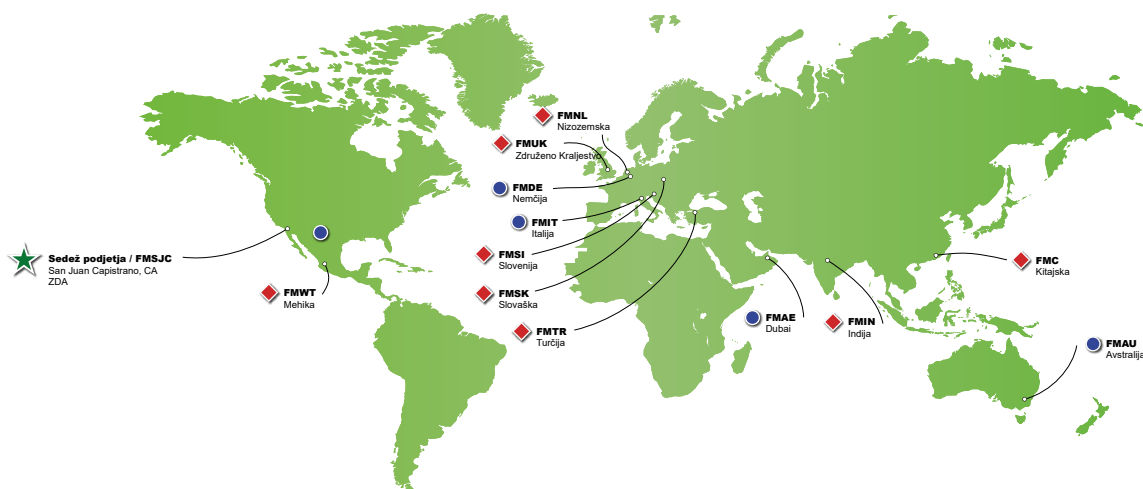 FMNL
Nizozemska
FMUK
Združeno Kraljestvo
FMDE
Nemčija
FMIT
Italija
FMSI
Slovenija
Sedež podjetja / FMSJC
San Juan Capistrano, CA
ZDA
FMWT
Mehika
FMSK
Slovaška
FMTR
Turčija
FMAE
Dubai
FMIN
Indija
FMC
Kitajska
FMAU
Avstralija